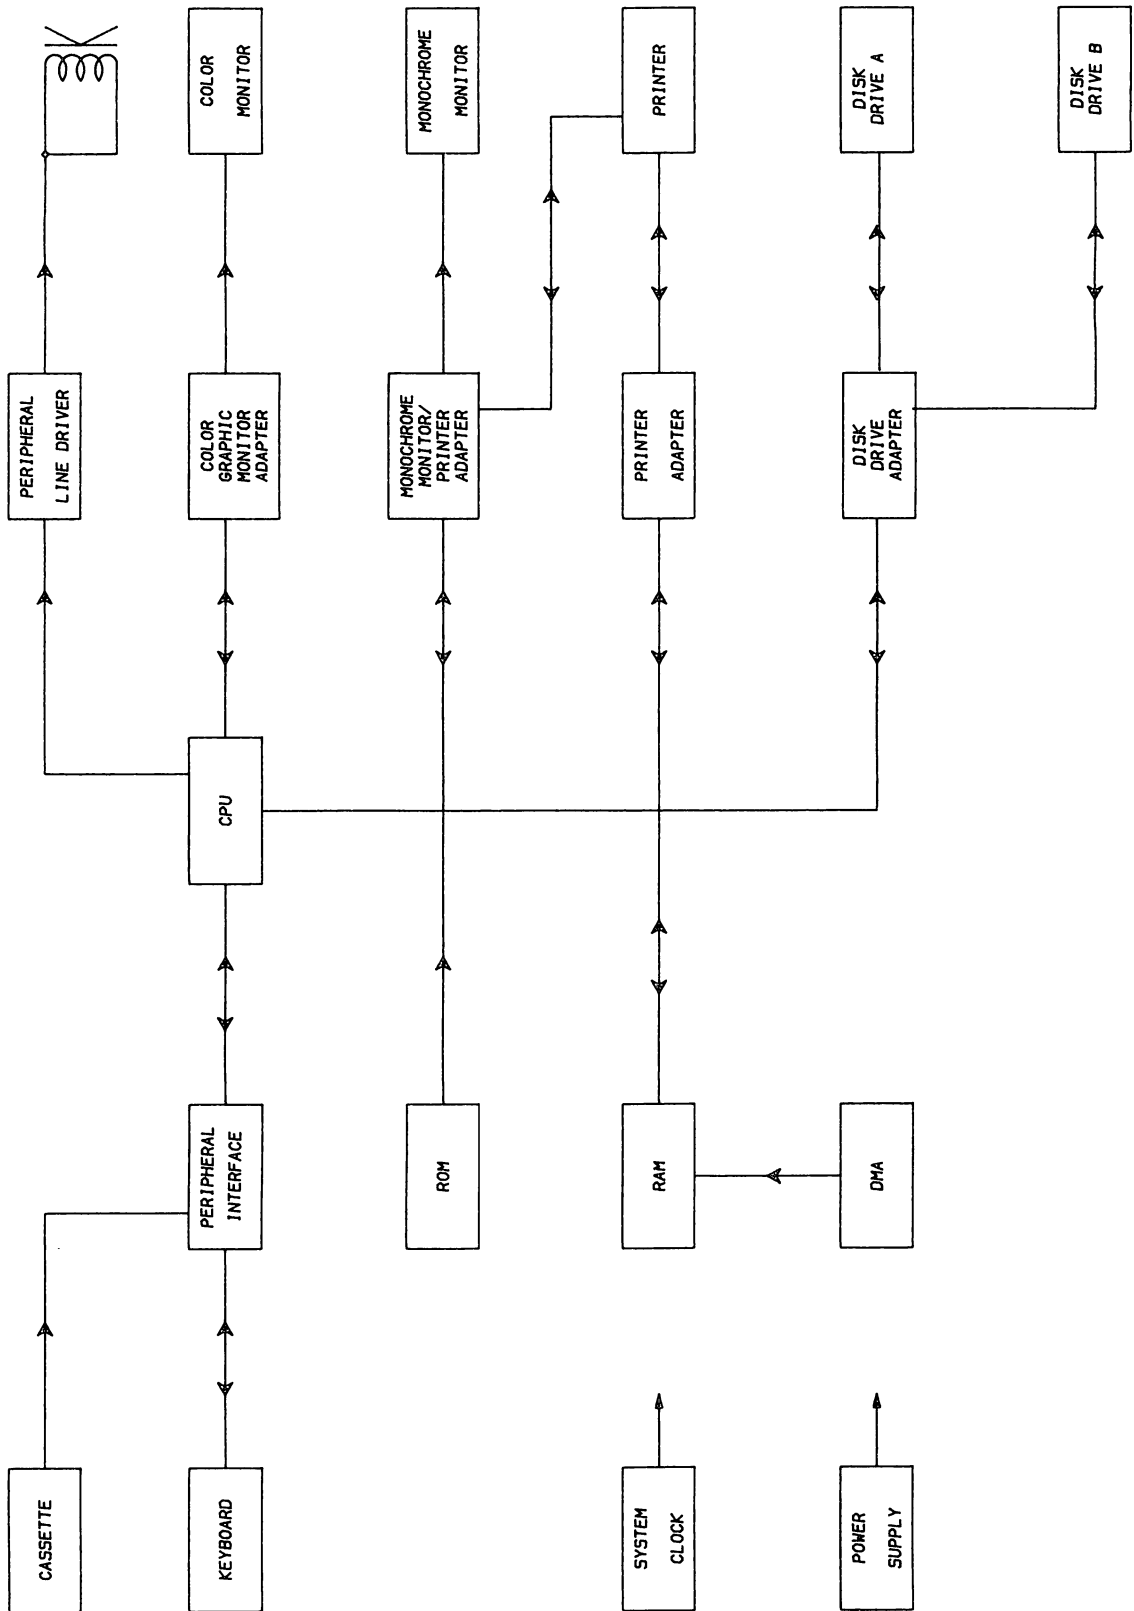 CASSETTE
PERIPHERAL
LINE DRIVER
KEYBOARD
PERIPHERAL
INTERFACE
CPU
COLOR
GRAPHIC
MONITOR
ADAPTER
COLOR
MONITOR
ROM
MONOCHROME
MONITOR/
PRINTER
ADAPTER
MONOCHROME
MONITOR
SYSTEM
CLOCK
RAM
PRINTER
ADAPTER
PRINTER
POWER
SUPPLY
DMA
DISK
DRIVE
ADAPTER
DISK
DRIVE A
DISK
DRIVE B